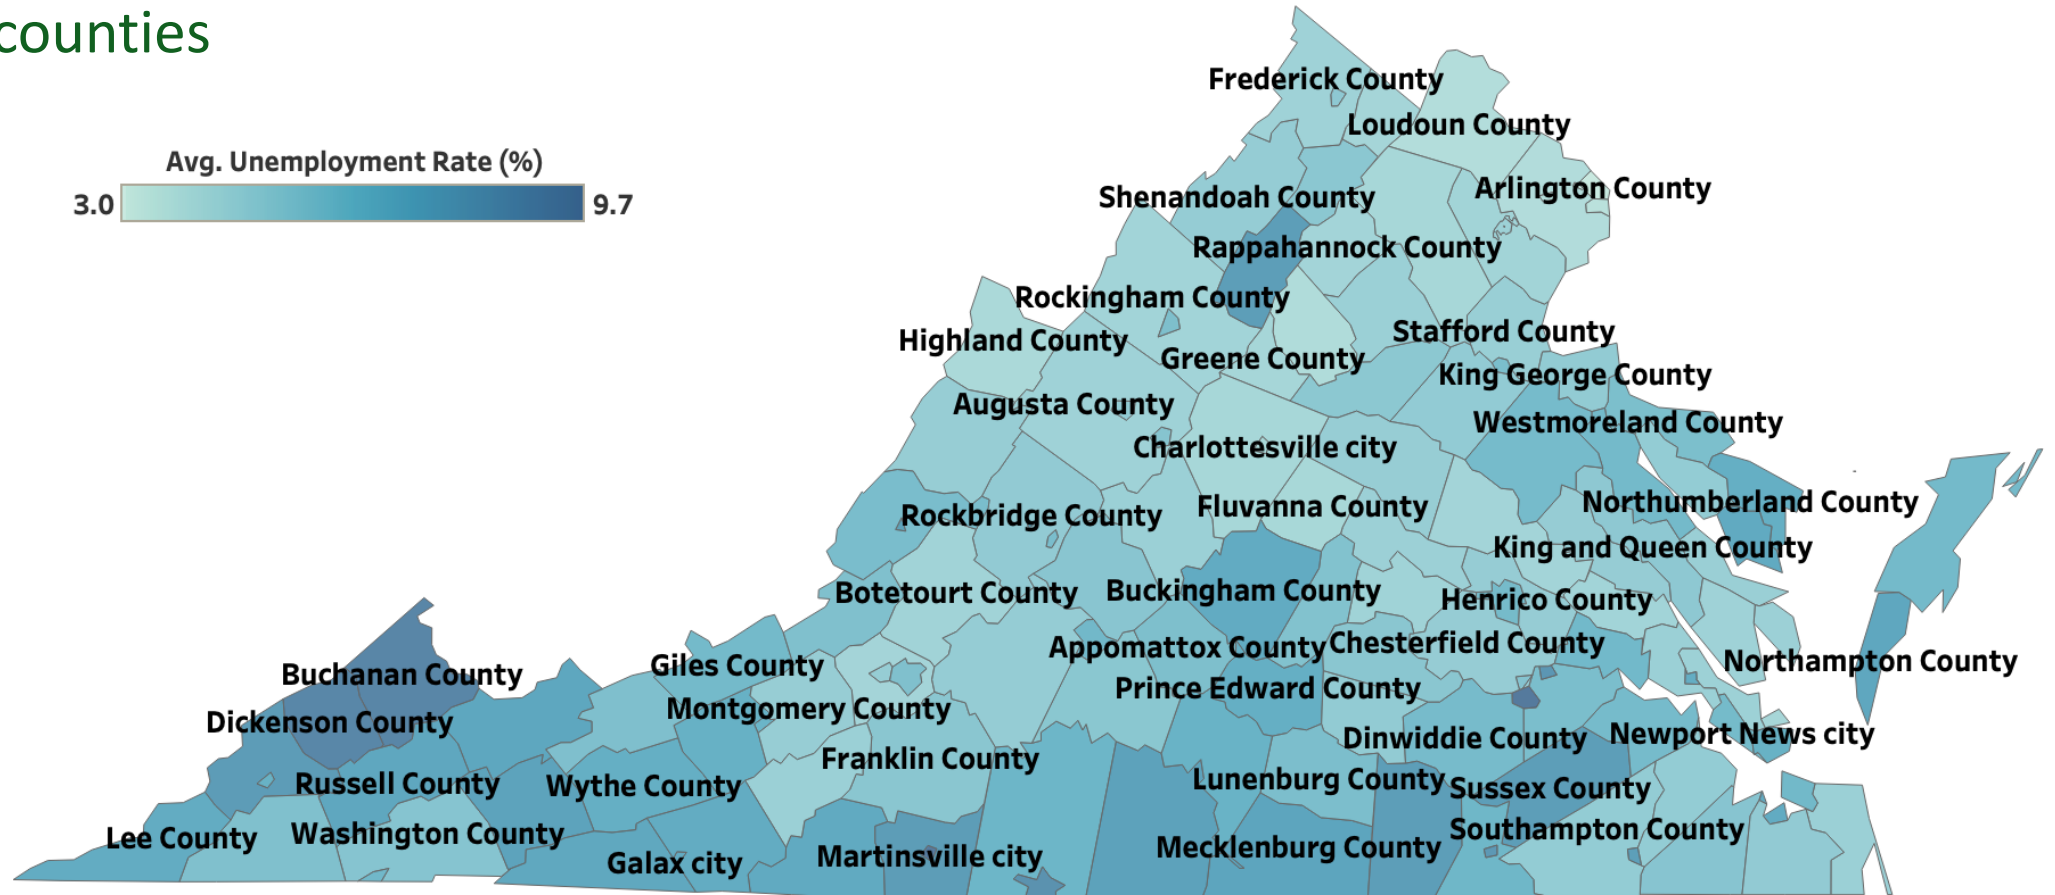 counties
Frederick County
Loudoun County
Avg. Unemployment Rate (%)
3.0 9.7
Arlington County
Shenandoah County
Rappahannock County
Rockingham County
Stafford County
Highland County
Greene County
King George County
Augusta County
Westmoreland County
Charlottesville city
Northumberland County
Fluvanna County
Rockbridge County
King and Queen County
Botetourt County
Buckingham County
Henrico County
Chesterfield County
Appomattox County
Northampton County
Giles County
Buchanan County
Prince Edward County
Montgomery County
Dickenson County
Newport News city
Dinwiddie County
Franklin County
Lunenburg County
Russell County
Wythe County
Sussex County
Southampton County
Washington County
Lee County
Mecklenburg County
Martinsville city
Galax city